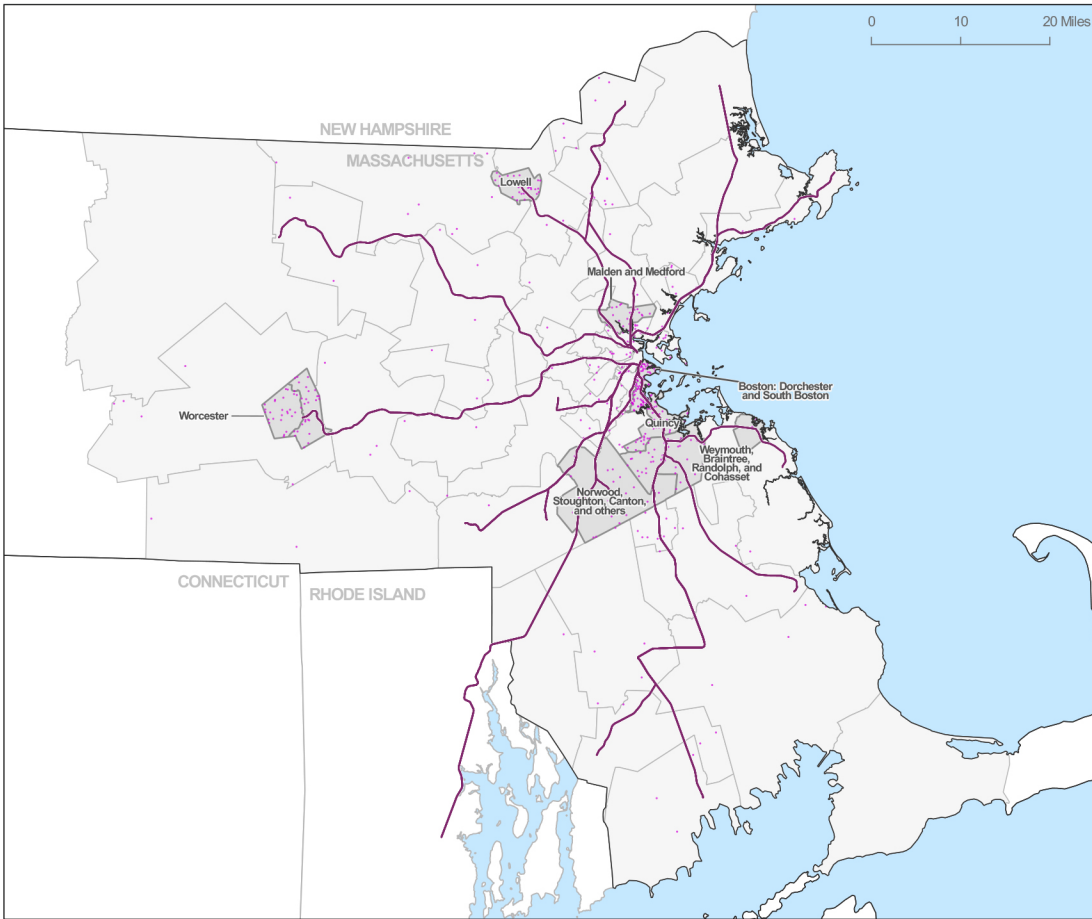 0 10 20 Miles
NEW HAMPSHIRE
MASSACHUSETTS
Lowell
Malden and Medford
Boston: Dorchester
and South Boston
Worcester
Quincy
Weymouth,
Braintree,
Randolph, and
Cohasset
Norwood,
Stoughton, Canton,
and others
CONNECTICUT
RHODE ISLAND